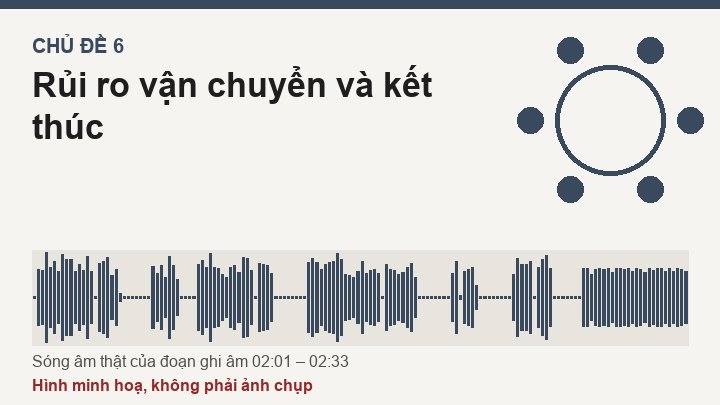 CHỦ ĐỀ 6
Rủi ro vận chuyển và kết
thúc
Sóng âm thật của đoạn ghi âm 02:01 – 02:33
Hình minh hoạ, không phải ảnh chụp